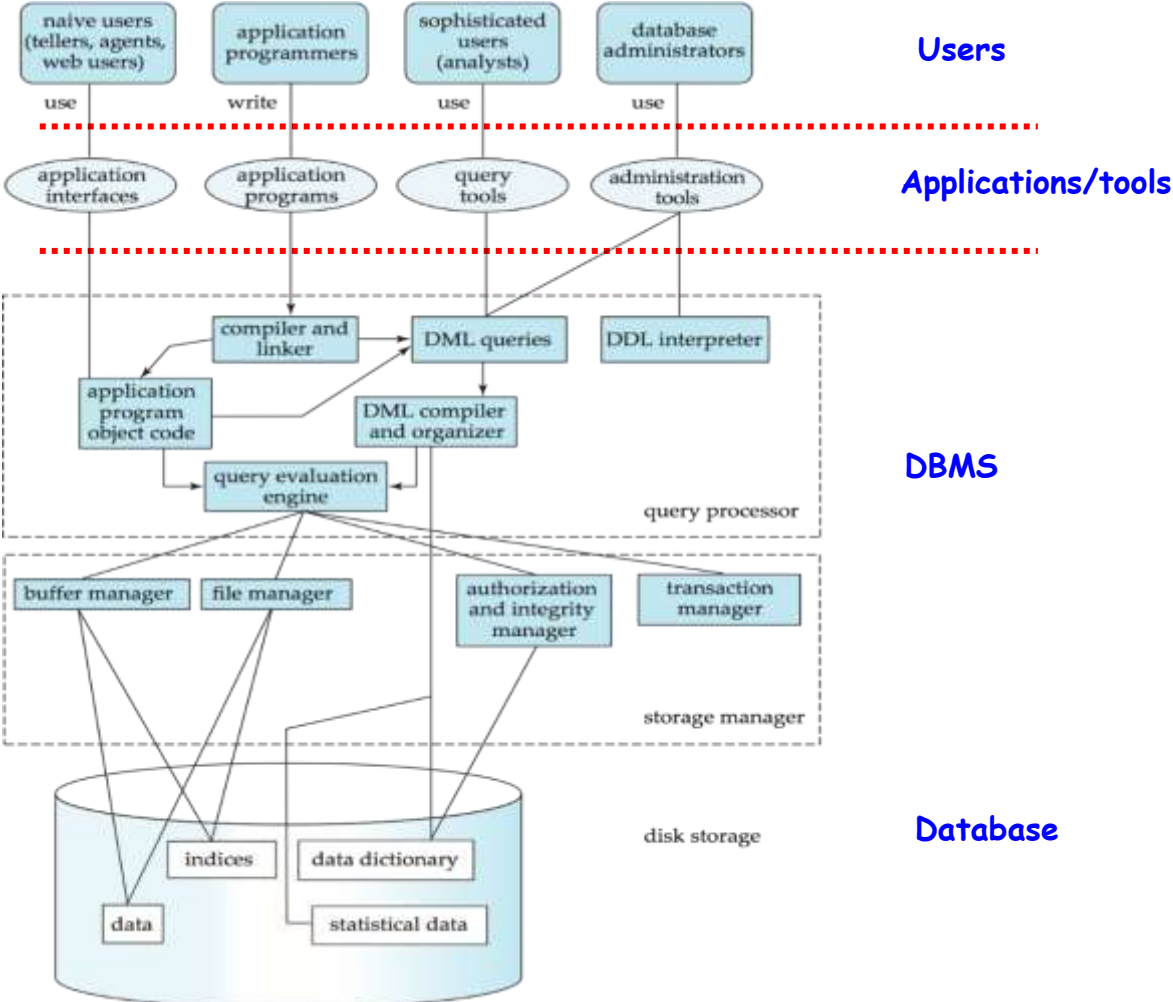 naive users
(tellers, agents,
web users)
application
programmers
sophisticated
users
(analysts)
database
administrators
Users
use
write
use
use
application
interfaces
application
programs
query
tools
administration
tools
Applications/tools
compiler and
linker
DML queries
DDL interpreter
application
program
object code
DML compiler
and organizer
DBMS
query evaluation
engine
query processor
buffer manager
file manager
authorization
and integrity
manager
transaction
manager
storage manager
disk storage
Database
indices
data dictionary
data
statistical data